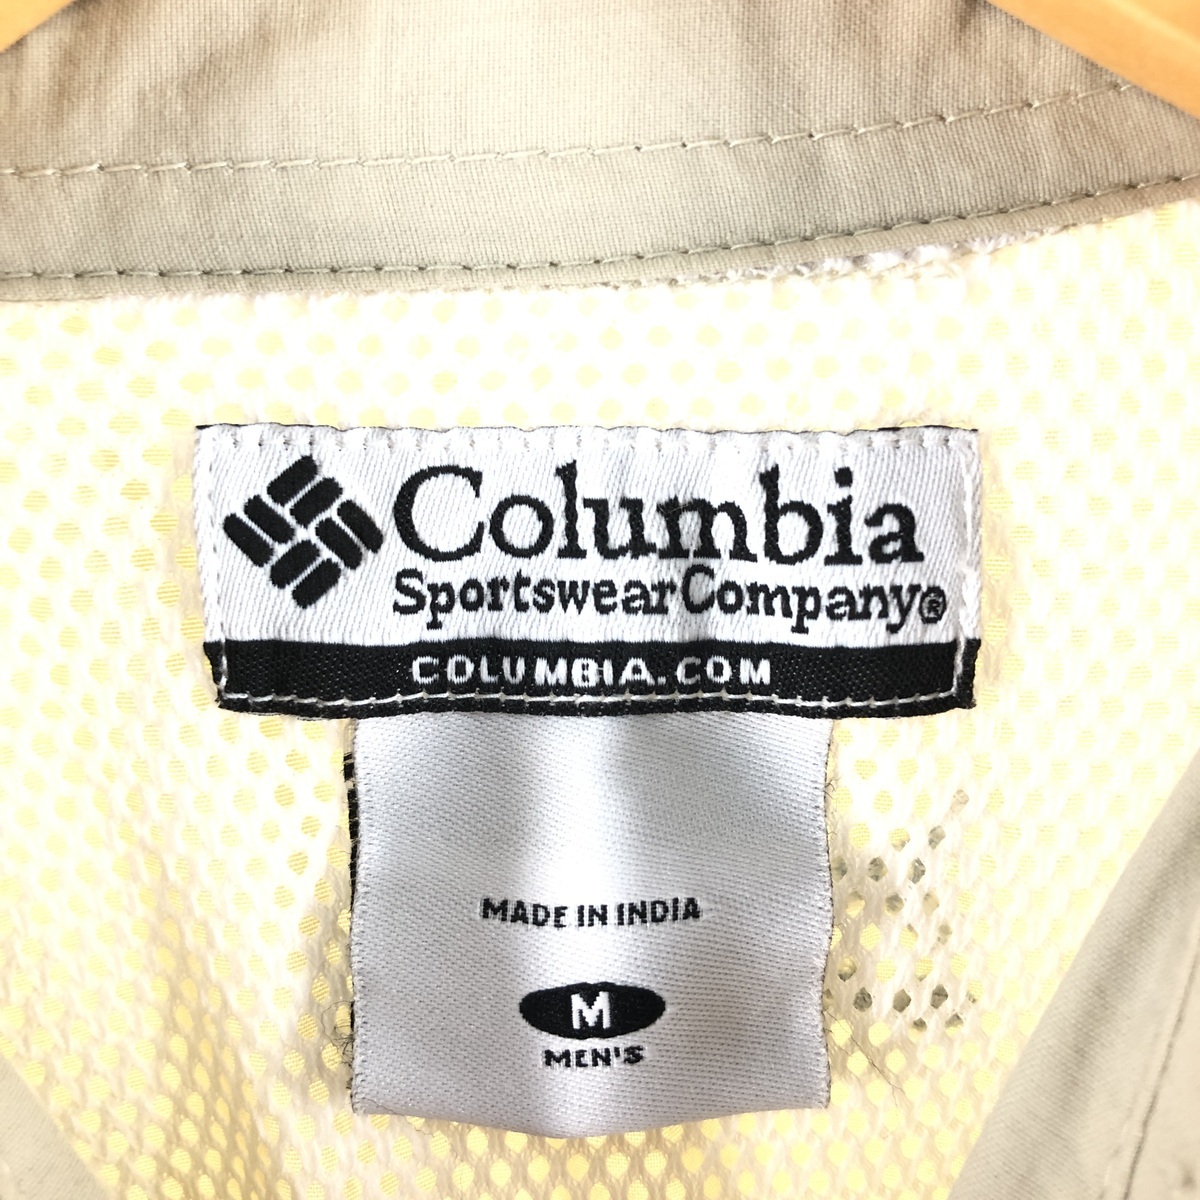 Columbia
Sportswear Company®
COLUMBIA.COM
MADE IN INDIA
M
MEN'S